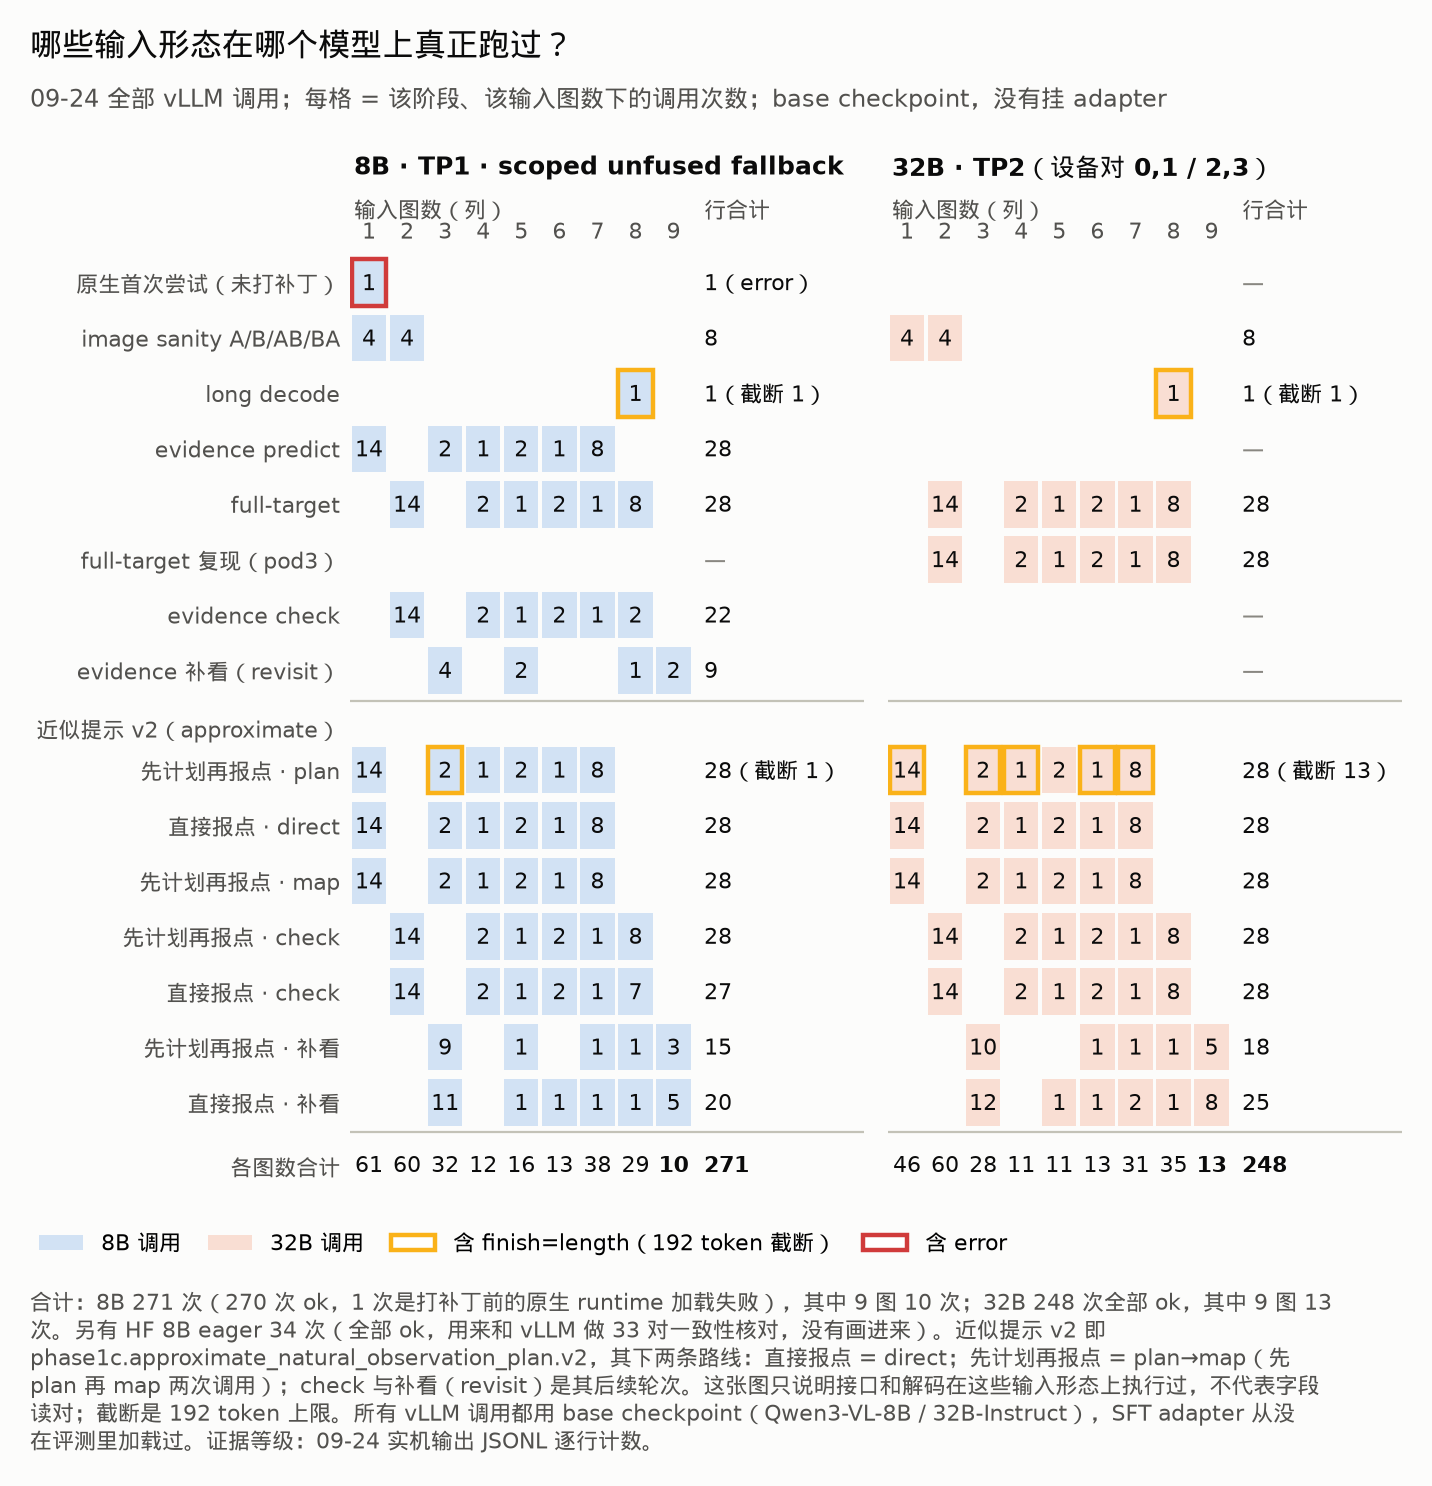 哪些输入形态在哪个模型上真正跑过？
09-24 全部 vLLM 调用；每格 = 该阶段、该输入图数下的调用次数；base checkpoint，没有挂 adapter
8B · TP1 · scoped unfused fallback 32B · TP2（设备对 0,1 / 2,3）
输入图数（列） 行合计 输入图数（列） 行合计
1 2 3 4 5 6 7 8 9 1 2 3 4 5 6 7 8 9
原生首次尝试（未打补丁） 1 1（error） —
image sanity A/B/AB/BA 4 4 8 4 4 8
long decode 1 1（截断 1） 1 1（截断 1）
evidence predict 14 2 1 2 1 8 28 —
full-target 14 2 1 2 1 8 28 14 2 1 2 1 8 28
full-target 复现（pod3） — 14 2 1 2 1 8 28
evidence check 14 2 1 2 1 2 22 —
evidence 补看（revisit） 4 2 1 2 9 —
近似提示 v2（approximate）
先计划再报点 · plan 14 2 1 2 1 8 28（截断 1） 14 2 1 2 1 8 28（截断 13）
直接报点 · direct 14 2 1 2 1 8 28 14 2 1 2 1 8 28
先计划再报点 · map 14 2 1 2 1 8 28 14 2 1 2 1 8 28
先计划再报点 · check 14 2 1 2 1 8 28 14 2 1 2 1 8 28
直接报点 · check 14 2 1 2 1 7 27 14 2 1 2 1 8 28
先计划再报点 · 补看 9 1 1 1 3 15 10 1 1 1 5 18
直接报点 · 补看 11 1 1 1 1 5 20 12 1 1 2 1 8 25
各图数合计 61 60 32 12 16 13 38 29 10 271 46 60 28 11 11 13 31 35 13 248
8B 调用 32B 调用 含 finish=length（192 token 截断） 含 error
合计：8B 271 次（270 次 ok，1 次是打补丁前的原生 runtime 加载失败），其中 9 图 10 次；32B 248 次全部 ok，其中 9 图 13
次。另有 HF 8B eager 34 次（全部 ok，用来和 vLLM 做 33 对一致性核对，没有画进来）。近似提示 v2 即
phase1c.approximate_natural_observation_plan.v2，其下两条路线：直接报点 = direct；先计划再报点 = plan→map（先
plan 再 map 两次调用）；check 与补看（revisit）是其后续轮次。这张图只说明接口和解码在这些输入形态上执行过，不代表字段
读对；截断是 192 token 上限。所有 vLLM 调用都用 base checkpoint（Qwen3-VL-8B / 32B-Instruct），SFT adapter 从没
在评测里加载过。证据等级：09-24 实机输出 JSONL 逐行计数。